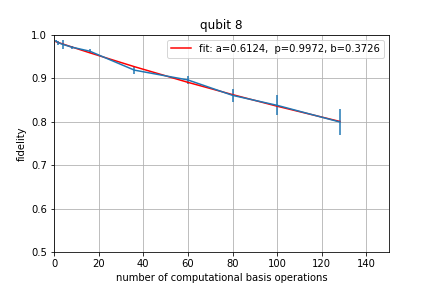 qubit 8
fit: a=0.6124,  p=0.9972, b=0.3726
1.0
0.9
0.8
0.7
0.6
0.5
fidelity
0 20 40 60 80 100 120 140
number of computational basis operations